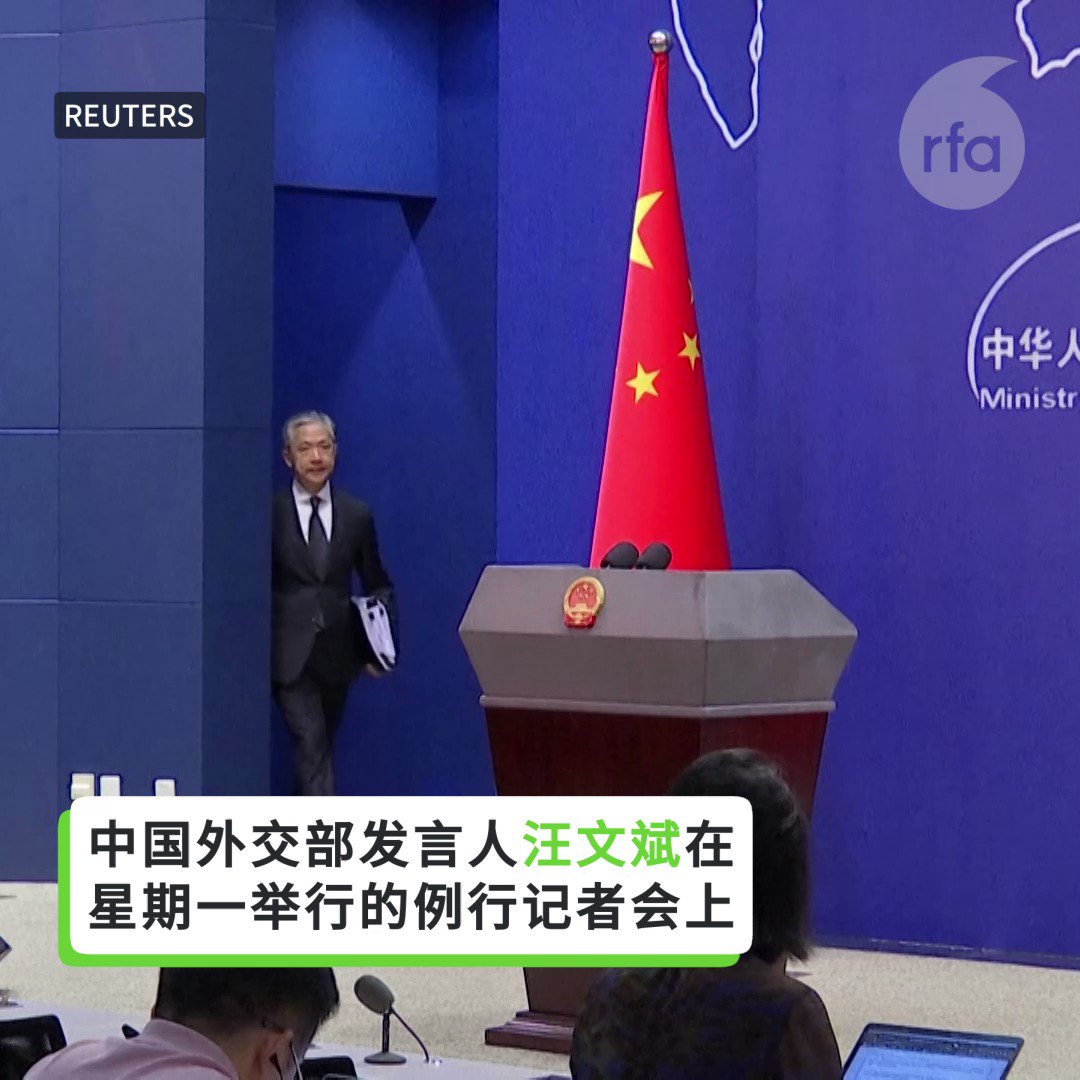 REUTERS
rfa
中华人
Ministr
中国外交部发言人汪文斌在
星期一举行的例行记者会上